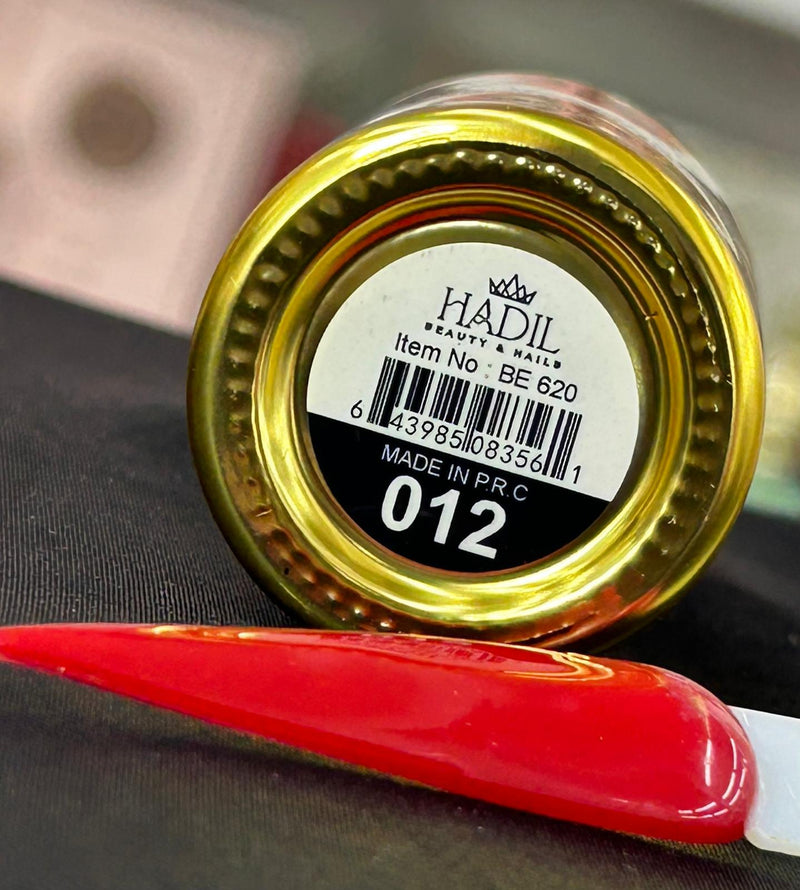 HADIL
BEAUTY & NAILS
Item No : BE 620
6 43985 08356 1
MADE IN P.R.C
012